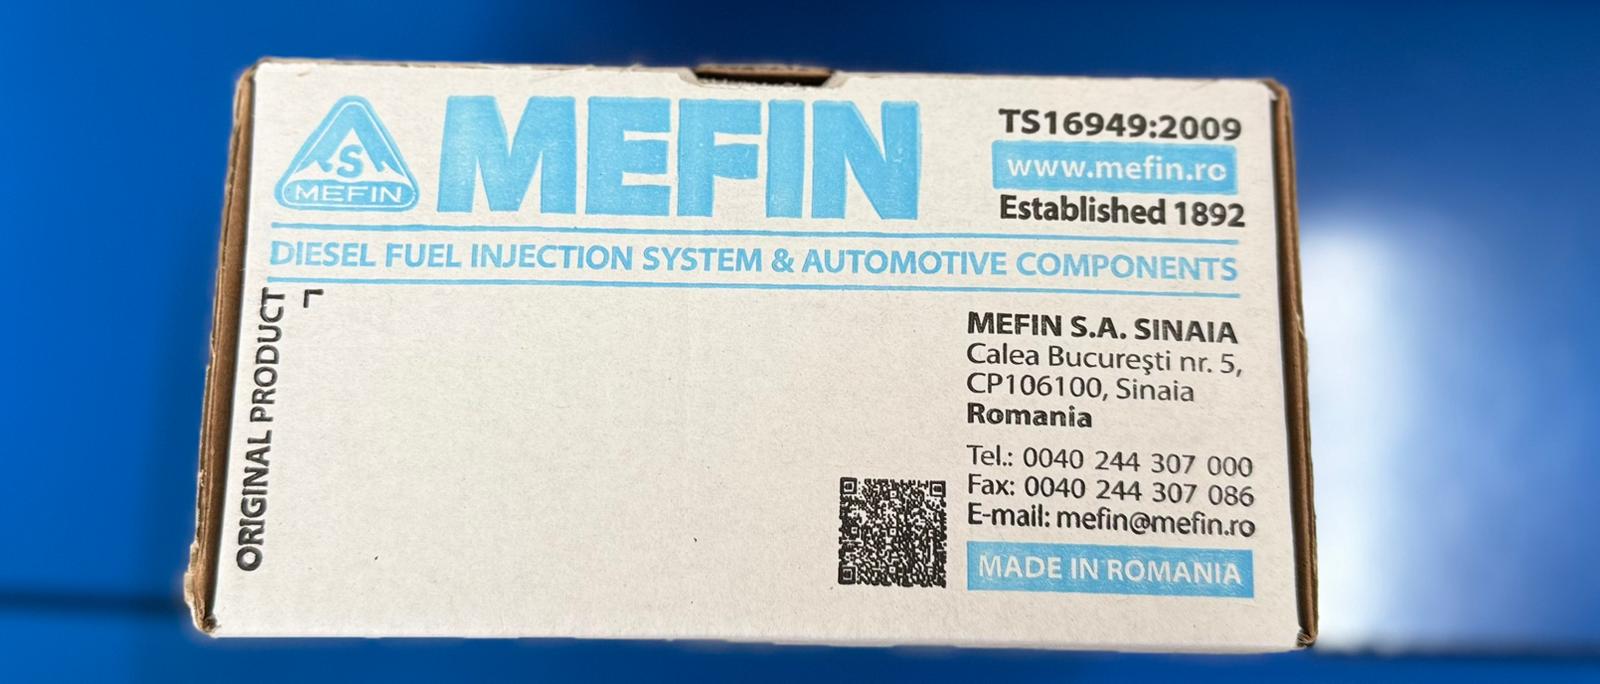 S
MEFIN
MEFIN
TS16949:2009
www.mefin.ro
Established 1892
DIESEL FUEL INJECTION SYSTEM & AUTOMOTIVE COMPONENTS
ORIGINAL PRODUCT
MEFIN S.A. SINAIA
Calea Bucureşti nr. 5,
CP106100, Sinaia
Romania
Tel.: 0040 244 307 000
Fax: 0040 244 307 086
E-mail: mefin@mefin.ro
MADE IN ROMANIA